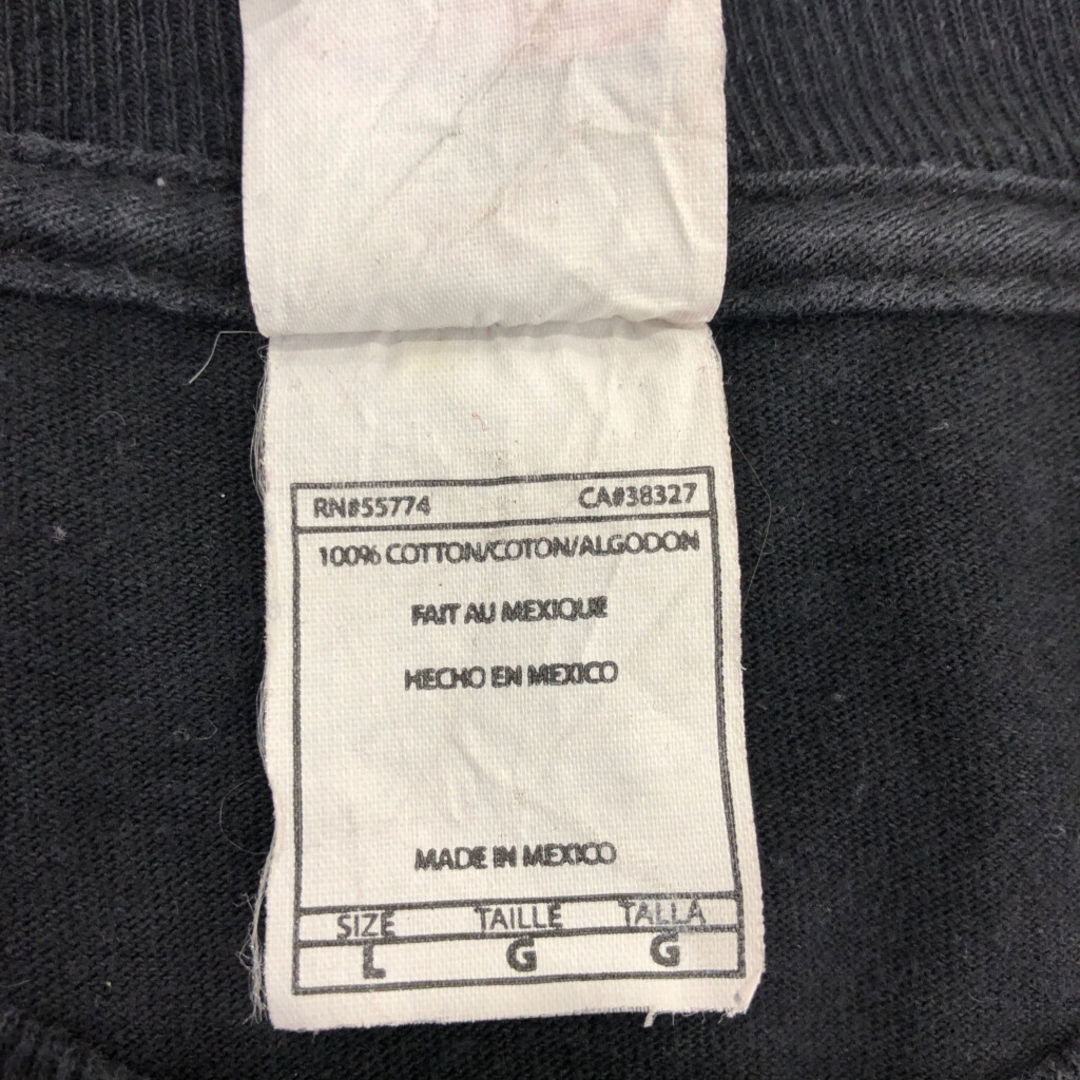 RN#55774 CA#38327
100% COTTON/COTON/ALGODON
FAIT AU MEXIQUE
HECHO EN MEXICO
MADE IN MEXICO
SIZE TAILLE TALLA
L G G